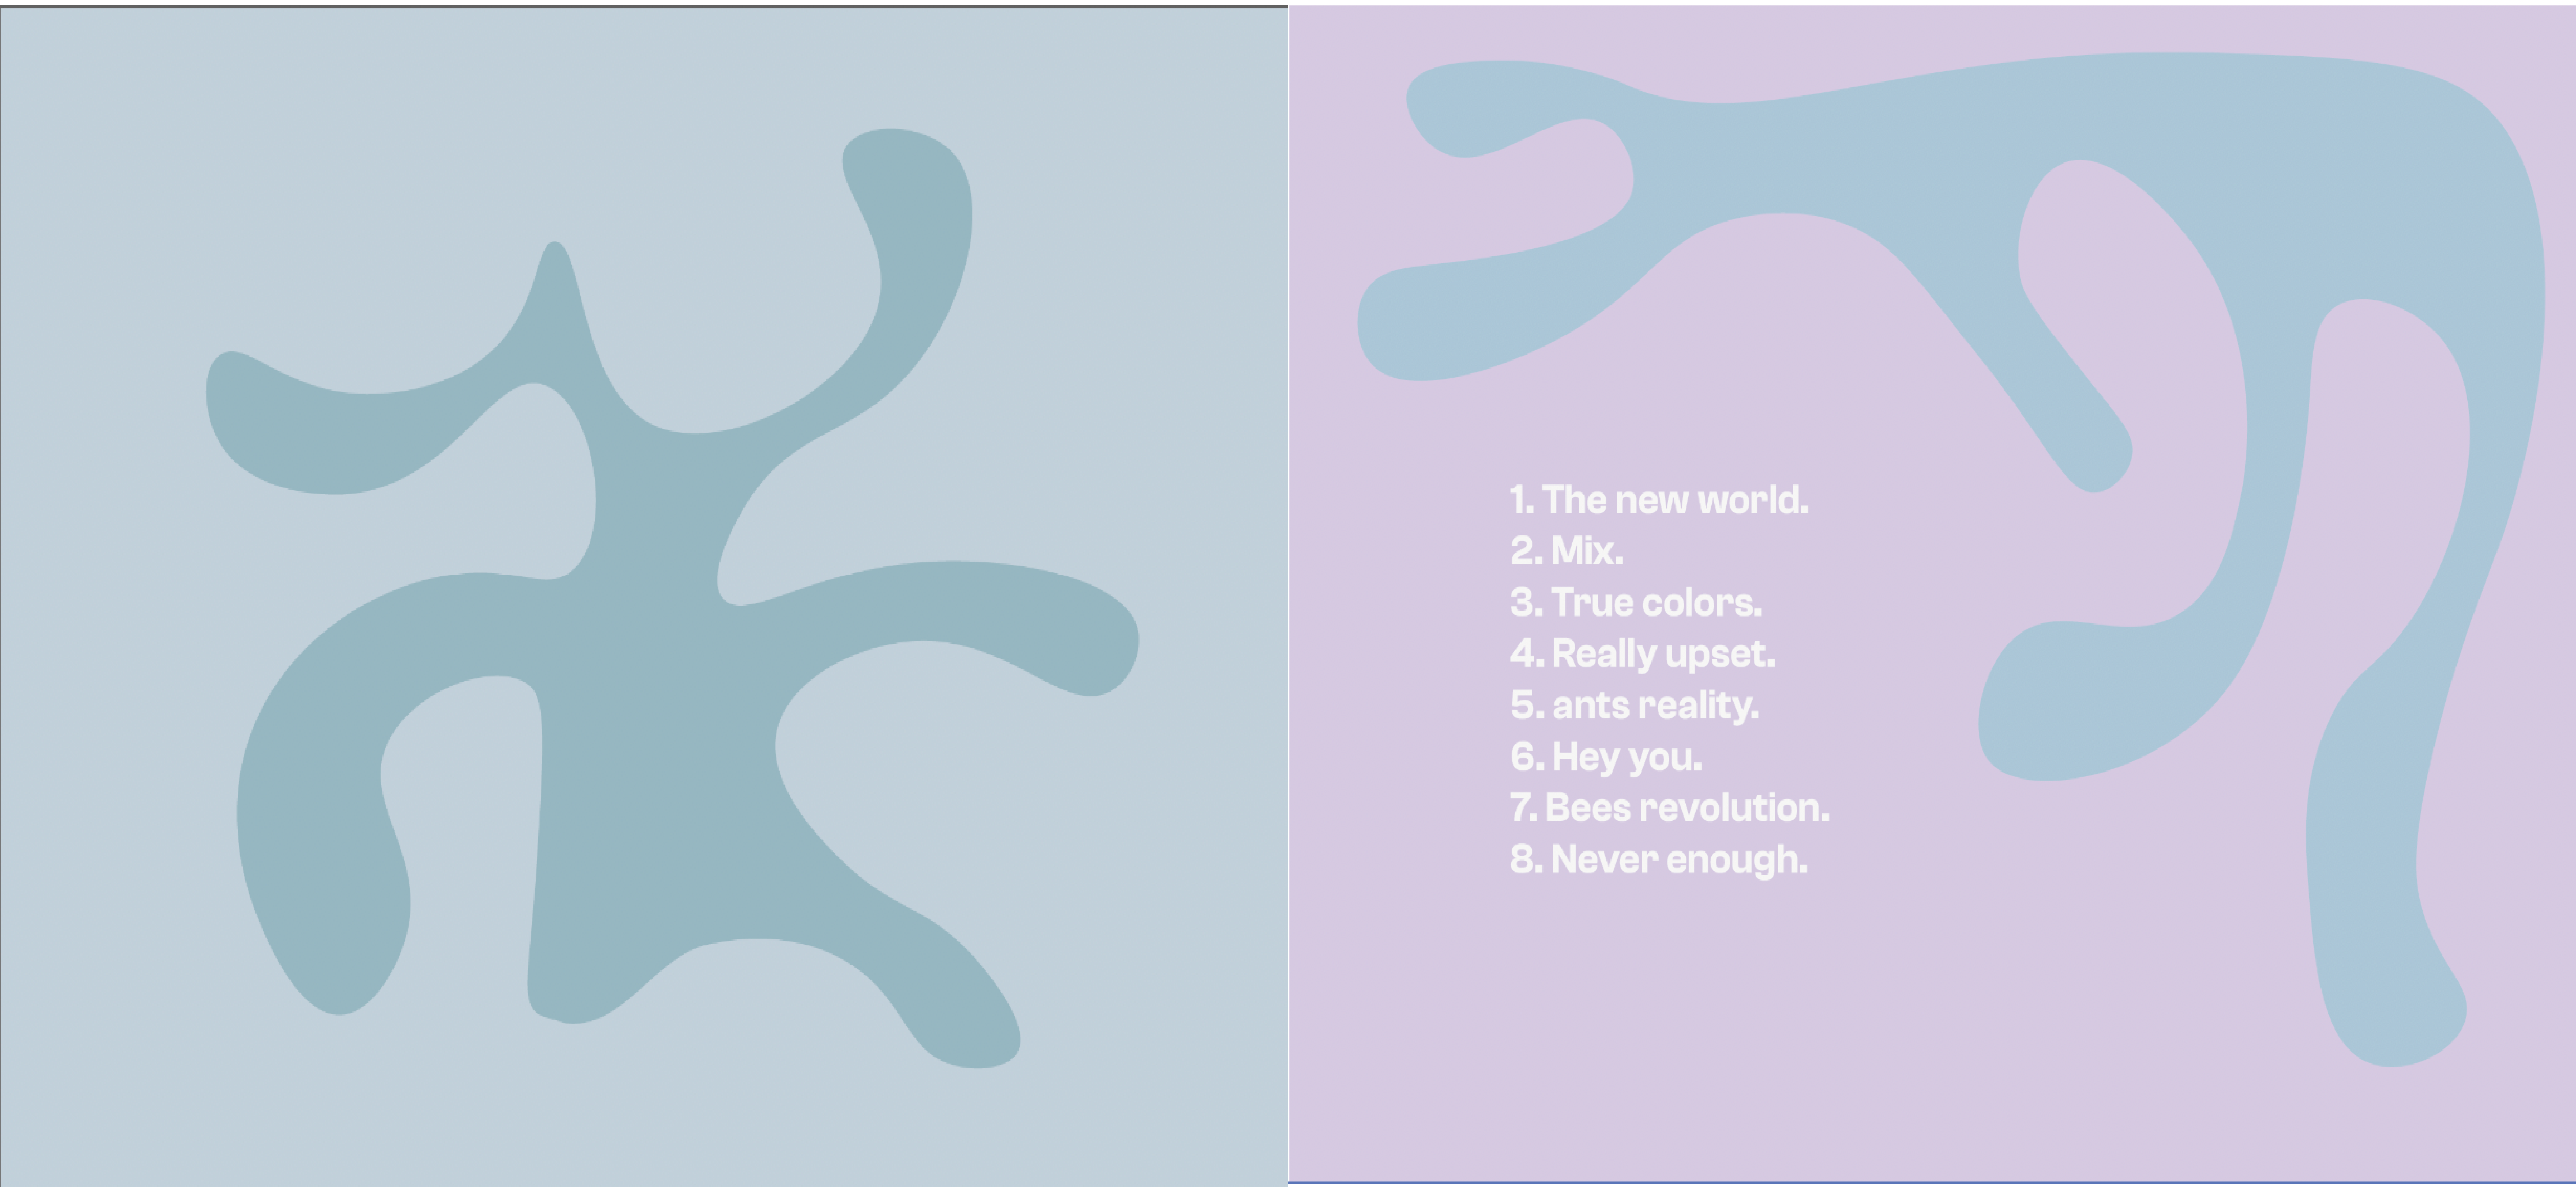 1. The new world.
2. Mix.
3. True colors.
4. Really upset.
5. ants reality.
6. Hey you.
7. Bees revolution.
8. Never enough.